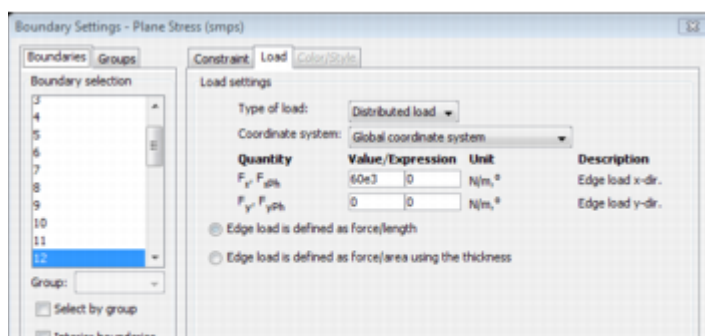 Boundary Settings - Plane Stress (smps)
Boundaries Groups
Constraint Load Color/Style
Boundary selection
Load settings
3
4
5
6
7
8
9
10
11
12
Type of load: Distributed load
Coordinate system: Global coordinate system
Quantity Value/Expression Unit Description
Fx, FxPh 60e3 0 N/m,° Edge load x-dir.
Fy, FyPh 0 0 N/m,° Edge load y-dir.
Edge load is defined as force/length
Edge load is defined as force/area using the thickness
Group:
Select by group
Interior boundaries